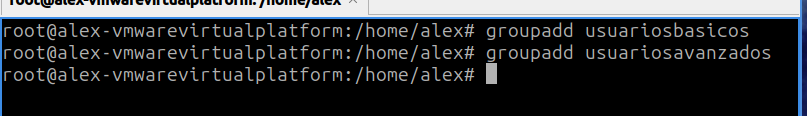 root@alex-vmwarevirtualplatform: /home/alex ×
root@alex-vmwarevirtualplatform:/home/alex# groupadd usuariosbasicos
root@alex-vmwarevirtualplatform:/home/alex# groupadd usuariosavanzados
root@alex-vmwarevirtualplatform:/home/alex#